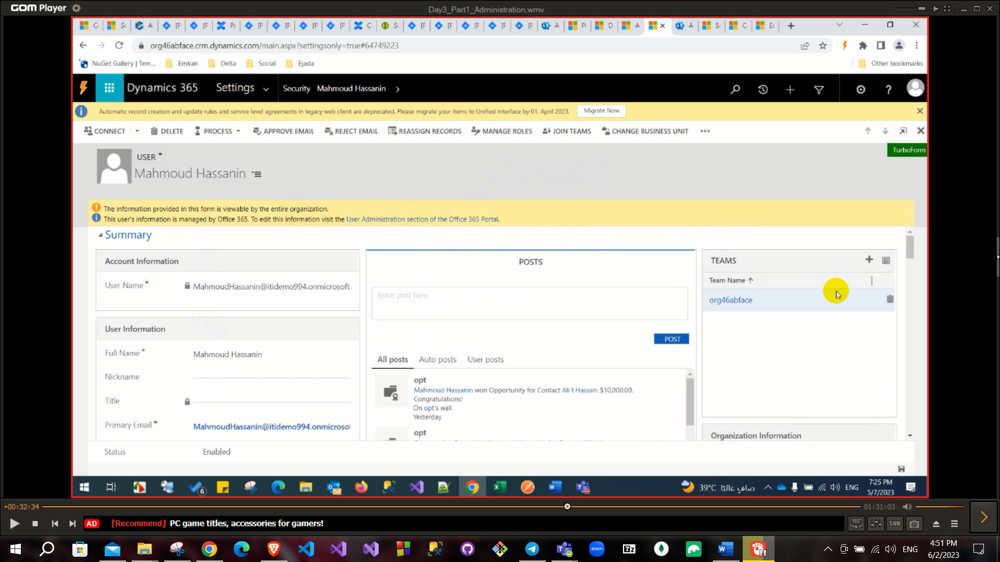 GOM Player
Day3_Part1_Administration.wmv
org46abface.crm.dynamics.com/main.aspx?settingsonly=true#64749223
NuGet Gallery | Tem...
Emkan
Delta
Social
Ejada
Other bookmarks
Dynamics 365
Settings
Security
Mahmoud Hassanin
Automatic record creation and update rules and service level agreements in legacy web client are deprecated. Please migrate your items to Unified Interface by 01. April 2023.
Migrate Now
CONNECT
DELETE
PROCESS
APPROVE EMAIL
REJECT EMAIL
REASSIGN RECORDS
MANAGE ROLES
JOIN TEAMS
CHANGE BUSINESS UNIT
TurboForm
USER
Mahmoud Hassanin
The information provided in this form is viewable by the entire organization.
This user's information is managed by Office 365. To edit this information visit the User Administration section of the Office 365 Portal.
Summary
Account Information
User Name *
MahmoudHassanin@itidemo994.onmicrosoft
User Information
Full Name *
Mahmoud Hassanin
Nickname
Title
Primary Email *
MahmoudHassanin@itidemo994.onmicroso
POSTS
Enter post here
POST
All posts
Auto posts
User posts
opt
Mahmoud Hassanin won Opportunity for Contact Ali t Hassan: $10,000.00.
Congratulations!
On opt's wall
Yesterday
opt
TEAMS
Team Name
org46abface
Organization Information
Status
Enabled
6
39°C صافٍ غالبًا
ENG
7:25 PM
5/7/2023
-00:32:34
01:31:03
AD
『Recommend』 PC game titles, accessories for gamers!
360°
SUB
zoom
7z
ENG
4:51 PM
6/2/2023